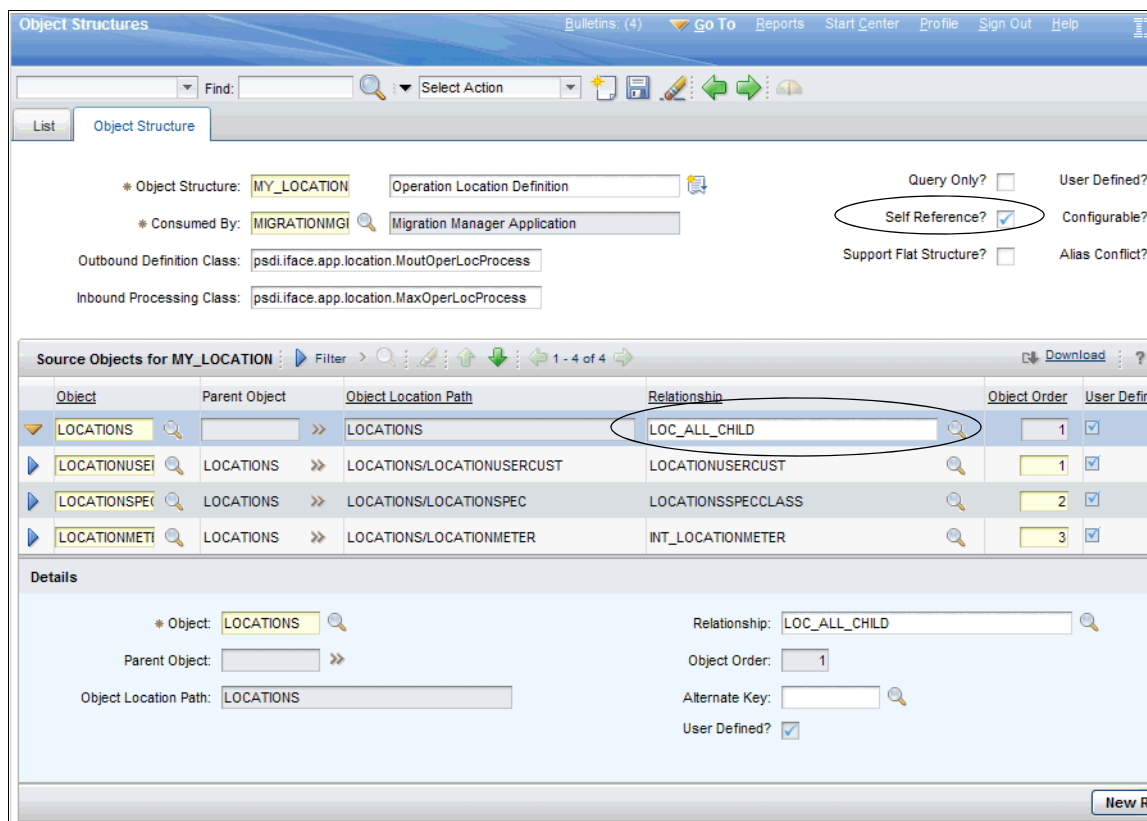 Object Structures Bulletins: (4) Go To Reports Start Center Profile Sign Out Help
Find: Select Action
List Object Structure
Object Structure: MY_LOCATION Operation Location Definition Query Only? User Defined?
Consumed By: MIGRATIONMGI Migration Manager Application Self Reference? Configurable?
Outbound Definition Class: psdi.iface.app.location.MoutOperLocProcess Support Flat Structure? Alias Conflict?
Inbound Processing Class: psdi.iface.app.location.MaxOperLocProcess
Source Objects for MY_LOCATION Filter 1 - 4 of 4 Download ?
Object Parent Object Object Location Path Relationship Object Order User Defin
LOCATIONS LOCATIONS LOC_ALL_CHILD 1
LOCATIONUSEI LOCATIONS LOCATIONS/LOCATIONUSERCUST LOCATIONUSERCUST 1
LOCATIONSPE( LOCATIONS LOCATIONS/LOCATIONSPEC LOCATIONSSPECCLASS 2
LOCATIONMETI LOCATIONS LOCATIONS/LOCATIONMETER INT_LOCATIONMETER 3
Details
Object: LOCATIONS Relationship: LOC_ALL_CHILD
Parent Object: Object Order: 1
Object Location Path: LOCATIONS Alternate Key:
User Defined?
New R